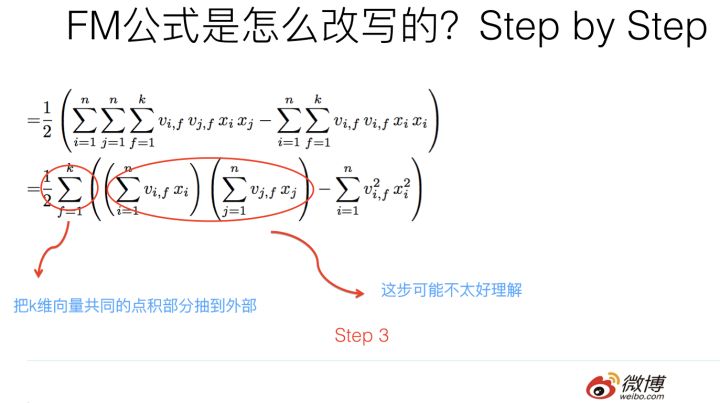 FM公式是怎么改写的？Step by Step
=\frac{1}{2} \left( \sum_{i=1}^{n} \sum_{j=1}^{n} \sum_{f=1}^{k} v_{i,f} v_{j,f} x_i x_j - \sum_{i=1}^{n} \sum_{f=1}^{k} v_{i,f} v_{i,f} x_i x_i \right)
=\frac{1}{2} \sum_{f=1}^{k} \left( \left( \sum_{i=1}^{n} v_{i,f} x_i \right) \left( \sum_{j=1}^{n} v_{j,f} x_j \right) - \sum_{i=1}^{n} v_{i,f}^2 x_i^2 \right)
把k维向量共同的点积部分抽到外部
这步可能不太好理解
Step 3
微博
weibo.com